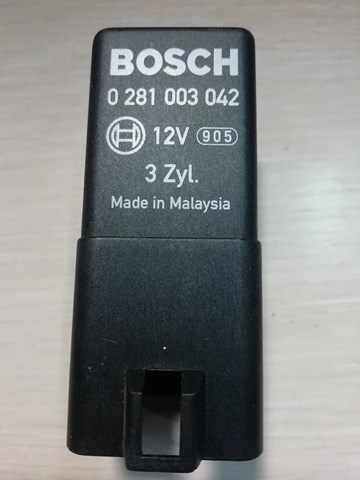 BOSCH
0 281 003 042
12V 905
3 Zyl.
Made in Malaysia